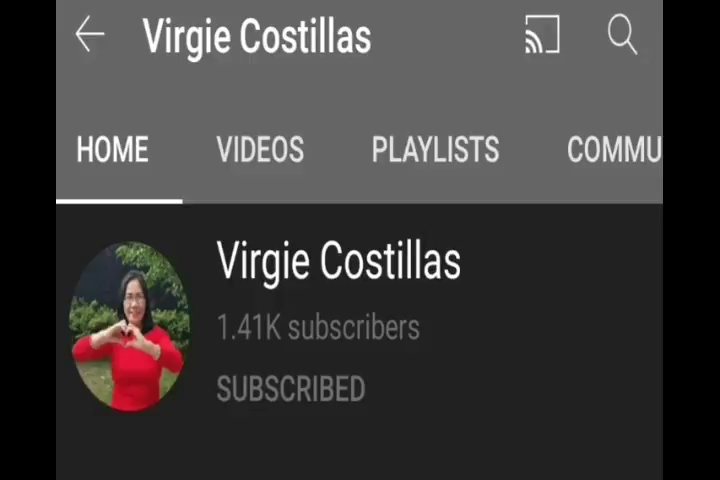 Virgie Costillas
HOME VIDEOS PLAYLISTS COMMU
Virgie Costillas
1.41K subscribers
SUBSCRIBED